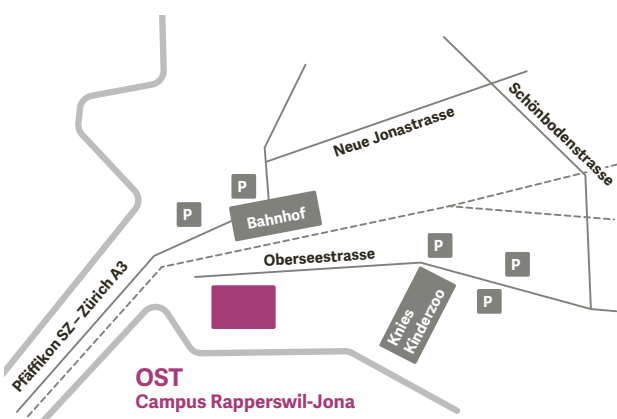 Schönbodenstrasse
Neue Jonastrasse
P
P
Bahnhof
P
Oberseestrasse
P
P
Pfäffikon SZ – Zürich A3
Knies
Kinderzoo
OST
Campus Rapperswil-Jona